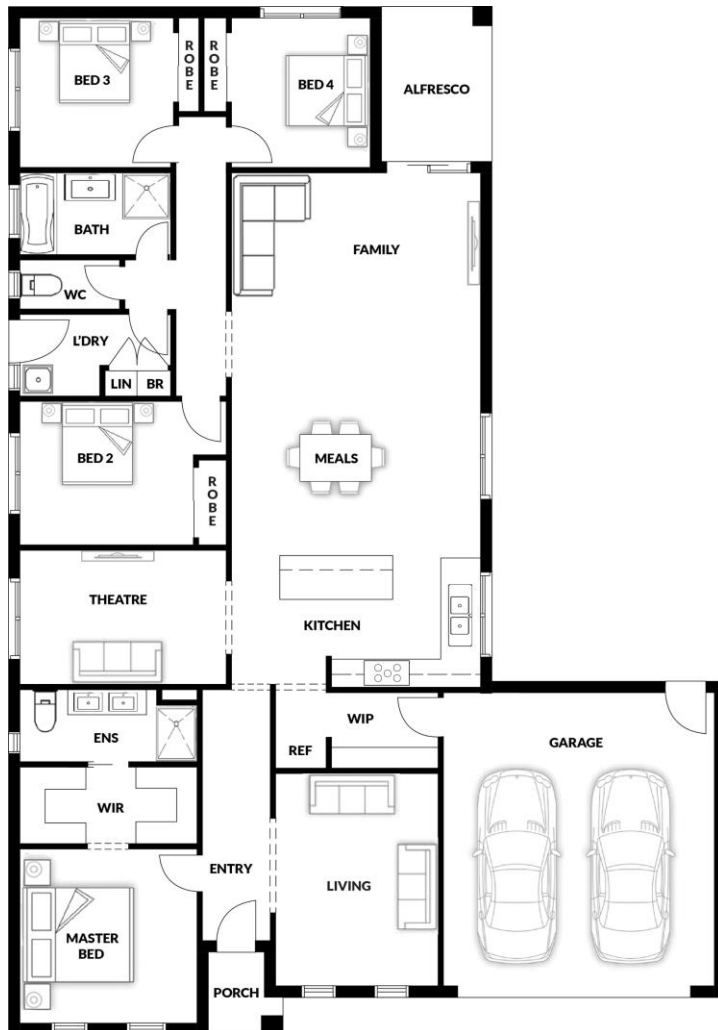 BED 3
ROBE
ROBE
BED 4
ALFRESCO
BATH
FAMILY
WC
L'DRY
LIN
BR
BED 2
MEALS
ROBE
THEATRE
KITCHEN
ENS
WIP
REF
GARAGE
WIR
ENTRY
LIVING
MASTER
BED
PORCH